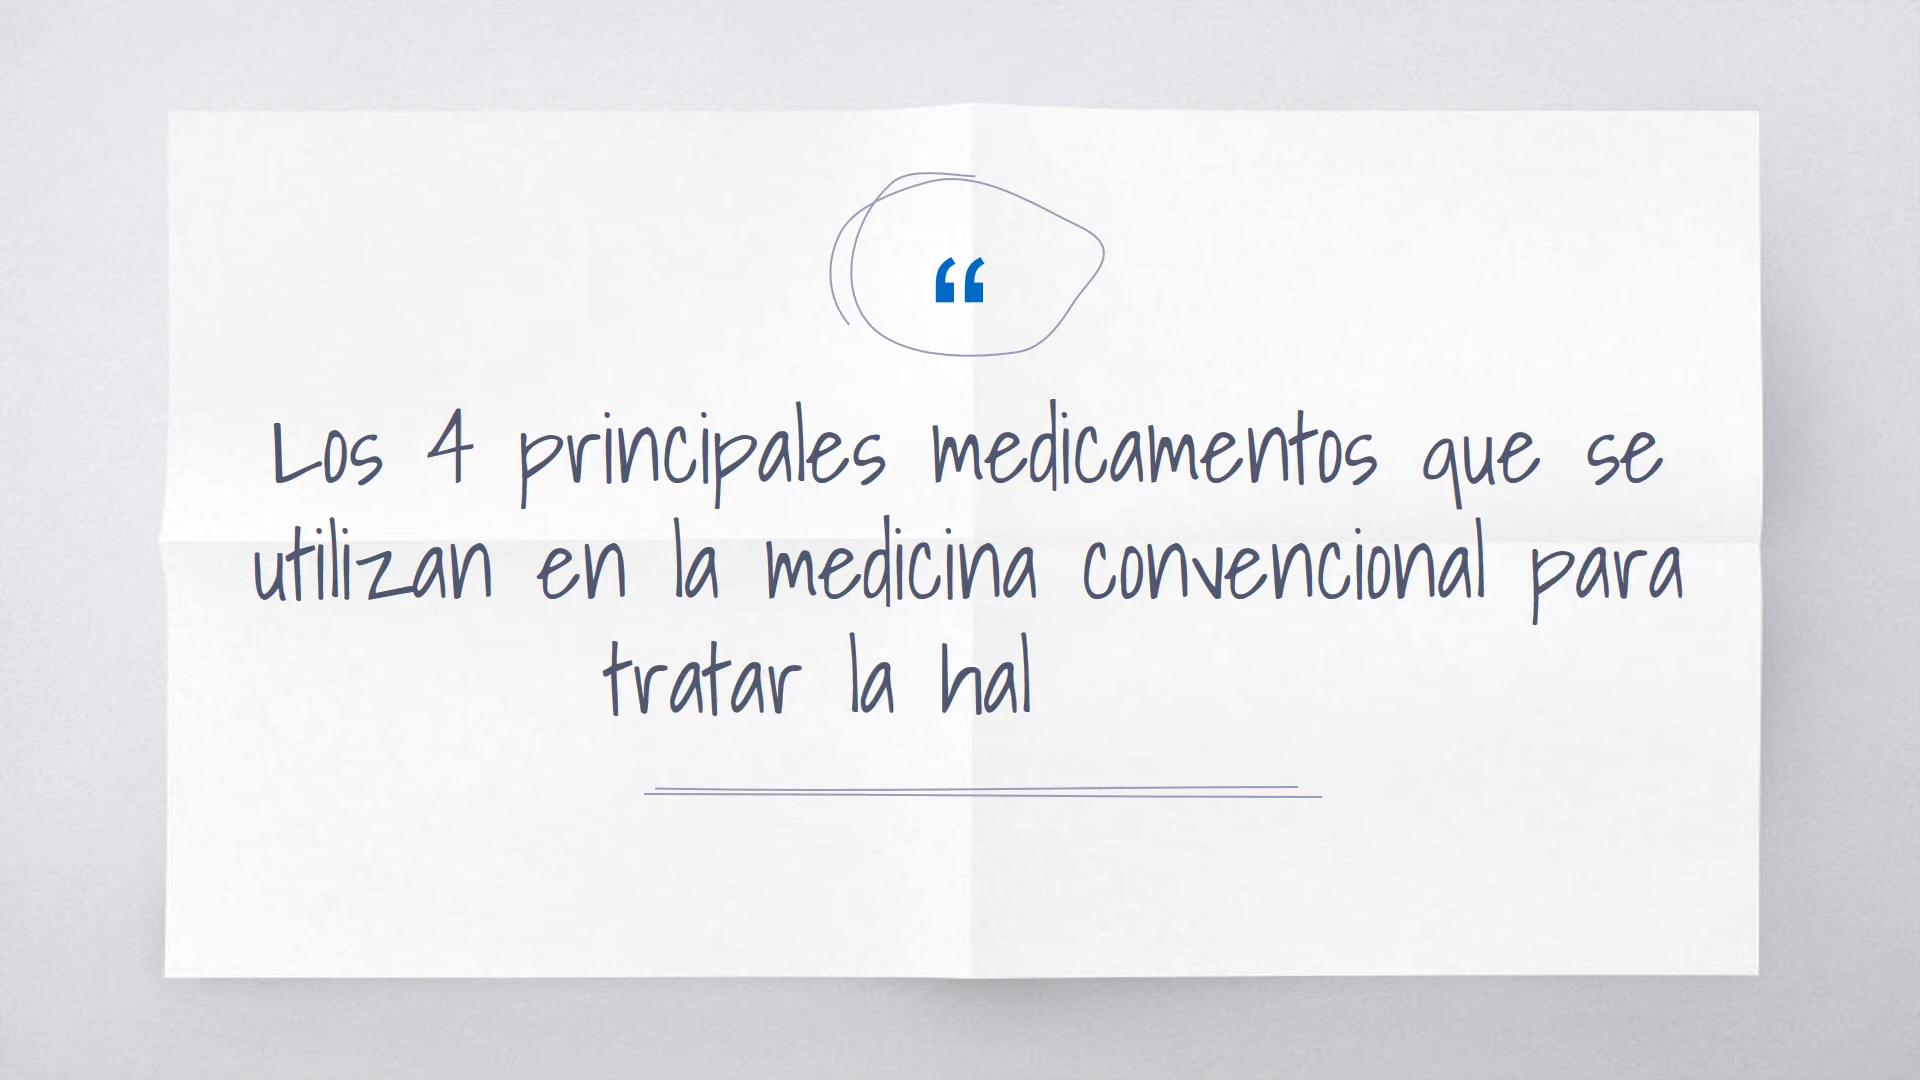 “
Los 4 principales medicamentos que se
utilizan en la medicina convencional para
tratar la hal